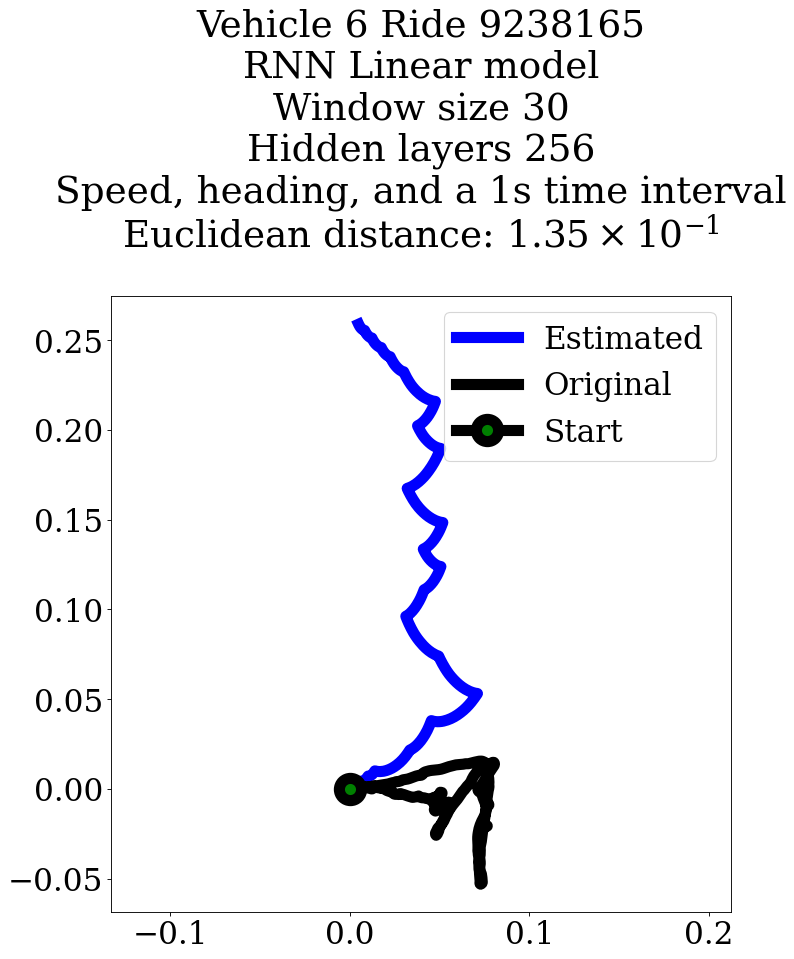 Vehicle 6 Ride 9238165
RNN Linear model
Window size 30
Hidden layers 256
Speed, heading, and a 1s time interval
Euclidean distance: 1.35 × 10⁻¹
Estimated
Original
Start
0.25
0.20
0.15
0.10
0.05
0.00
−0.05
−0.1 0.0 0.1 0.2